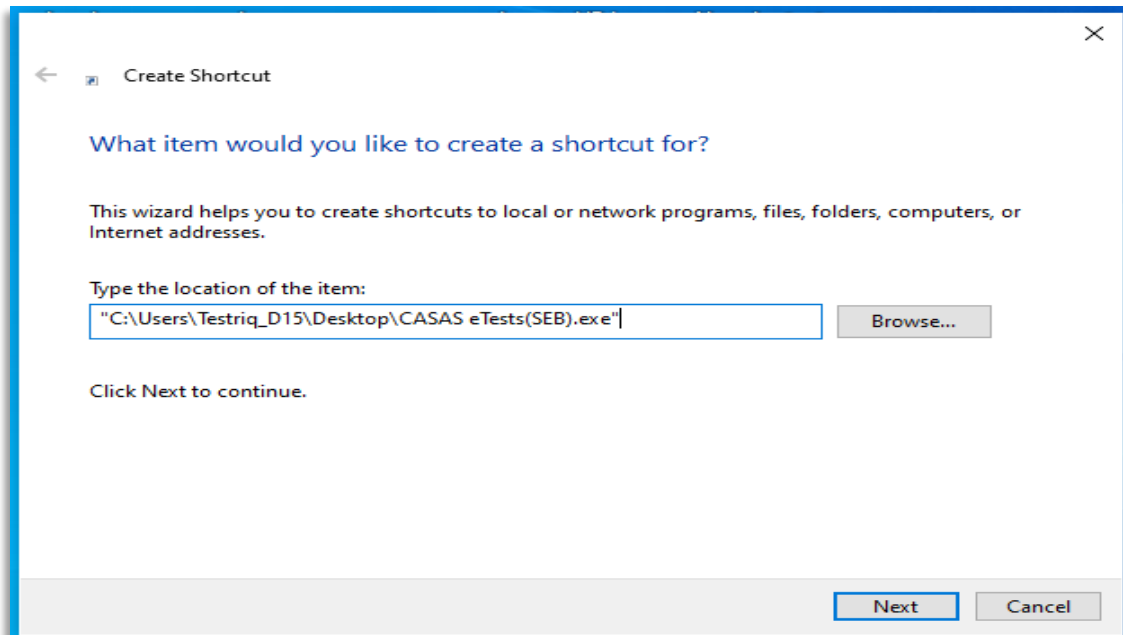 Create Shortcut
What item would you like to create a shortcut for?
This wizard helps you to create shortcuts to local or network programs, files, folders, computers, or
Internet addresses.
Type the location of the item:
"C:\Users\Testriq_D15\Desktop\CASAS eTests(SEB).exe"
Browse...
Click Next to continue.
Next
Cancel